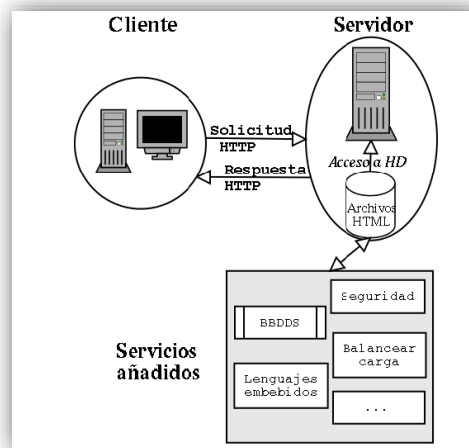 Cliente
Servidor
Solicitud
HTTP
Respuesta
HTTP
Acceso a HD
Archivos
HTML
Servicios
añadidos
BBDDS
Seguridad
Lenguajes
embebidos
Balancear
carga
...